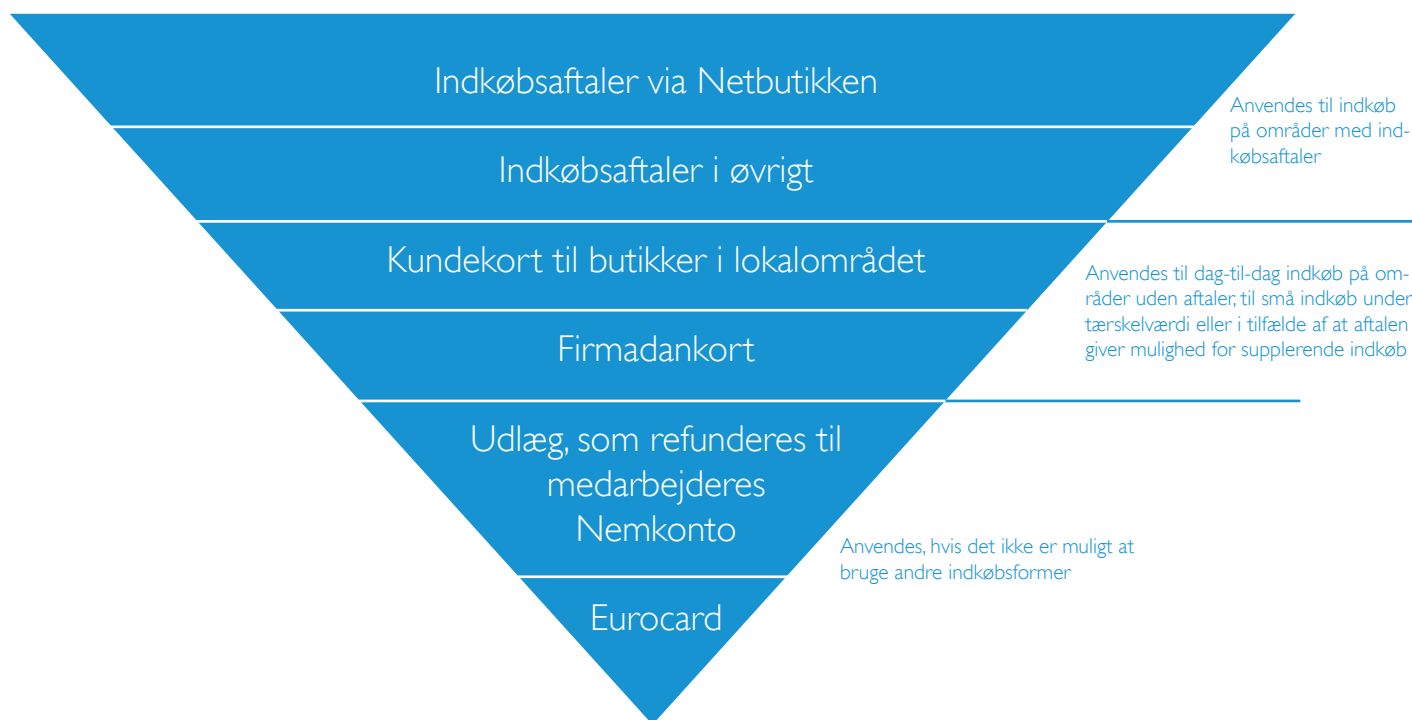 Indkøbsaftaler via Netbutikken
Anvendes til indkøb
på områder med ind-
købsaftaler
Indkøbsaftaler i øvrigt
Kundekort til butikker i lokalområdet
Anvendes til dag-til-dag indkøb på om-
råder uden aftaler, til små indkøb under
tærskelværdi eller i tilfælde af at aftalen
giver mulighed for supplerende indkøb
Firmadankort
Udlæg, som refunderes til
medarbejderes
Nemkonto
Anvendes, hvis det ikke er muligt at
bruge andre indkøbsformer
Eurocard